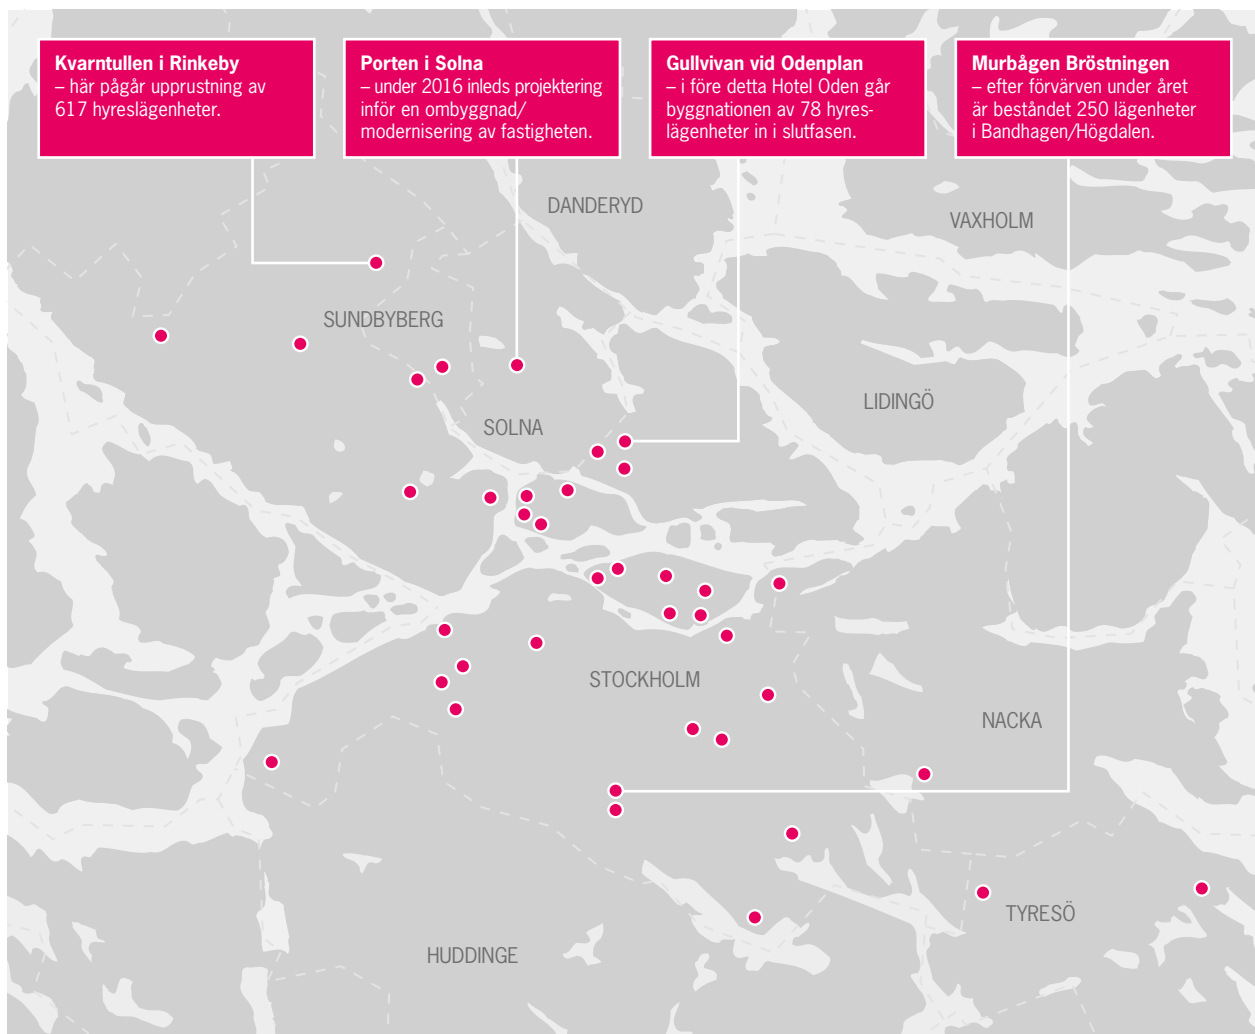 Kvarntullen i Rinkeby
– här pågår upprustning av
617 hyreslägenheter.
Porten i Solna
– under 2016 inleds projektering
inför en ombyggnad/
modernisering av fastigheten.
Gullvivan vid Odenplan
– i före detta Hotel Oden går
byggnationen av 78 hyres-
lägenheter in i slutfasen.
Murbågen Bröstningen
– efter förvärven under året
är beståndet 250 lägenheter
i Bandhagen/Högdalen.
DANDERYD
VAXHOLM
SUNDBYBERG
LIDINGÖ
SOLNA
STOCKHOLM
NACKA
TYRESÖ
HUDDINGE